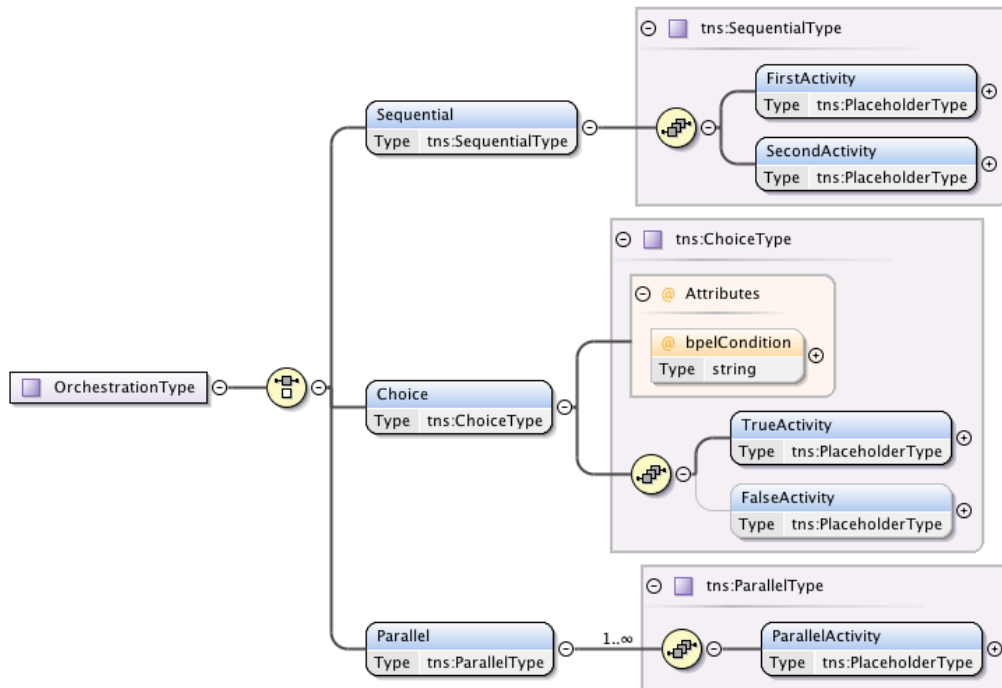 tns:SequentialType
FirstActivity
Type tns:PlaceholderType
Sequential
Type tns:SequentialType
SecondActivity
Type tns:PlaceholderType
tns:ChoiceType
@ Attributes
@ bpelCondition
Type string
OrchestrationType
Choice
Type tns:ChoiceType
TrueActivity
Type tns:PlaceholderType
FalseActivity
Type tns:PlaceholderType
tns:ParallelType
Parallel
Type tns:ParallelType
1..∞
ParallelActivity
Type tns:PlaceholderType